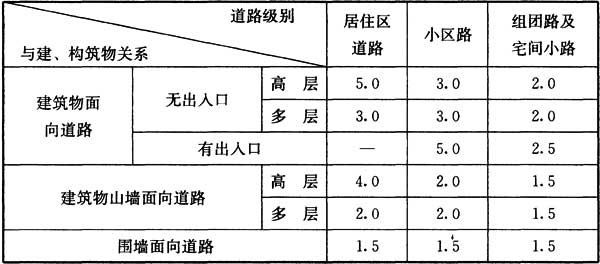 道路级别
与建、构筑物关系
居住区
道路
小区路
组团路及
宅间小路
建筑物面
向道路
无出入口
高 层 5.0 3.0 2.0
多 层 3.0 3.0 2.0
有出入口 — 5.0 2.5
建筑物山墙面向道路
高 层 4.0 2.0 1.5
多 层 2.0 2.0 1.5
围墙面向道路 1.5 1.5 1.5